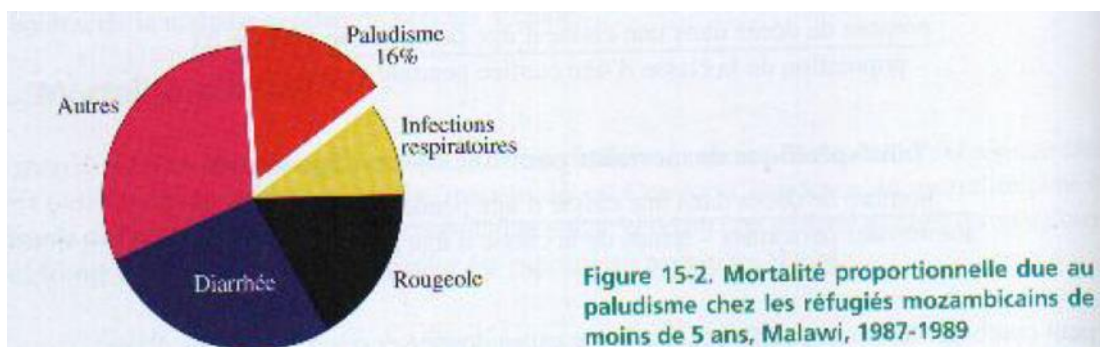 Paludisme
16%
Autres
Infections
respiratoires
Diarrhée
Rougeole
Figure 15-2. Mortalité proportionnelle due au
paludisme chez les réfugiés mozambicains de
moins de 5 ans, Malawi, 1987-1989